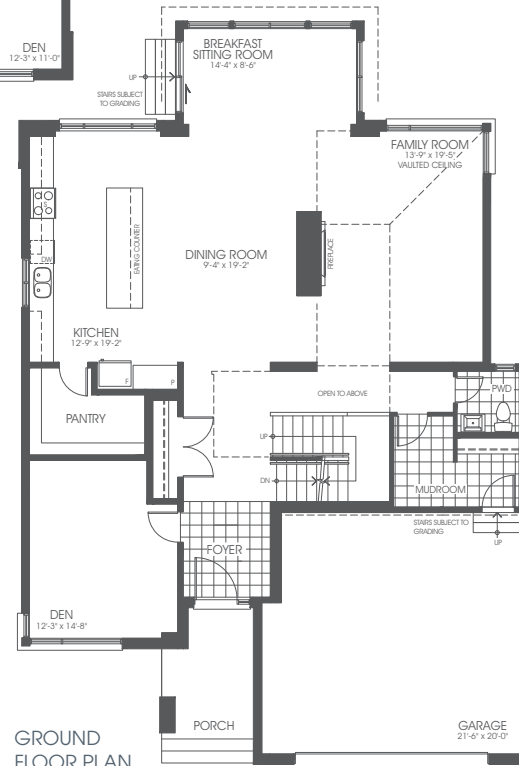 DEN
12'-3" x 11'-0"
BREAKFAST
SITTING ROOM
14'-4" x 8'-6"
UP
STAIRS SUBJECT
TO GRADING
FAMILY ROOM
13'-9" x 19'-5"
VAULTED CEILING
S
EATING COUNTER
DINING ROOM
9'-4" x 19'-2"
FIREPLACE
DW
KITCHEN
12'-9" x 19'-2"
F
P
OPEN TO ABOVE
PWD
PANTRY
UP
DN
MUDROOM
STAIRS SUBJECT TO
GRADING
UP
FOYER
DEN
12'-3" x 14'-8"
PORCH
GARAGE
21'-6" x 20'-0"
GROUND
FLOOR PLAN